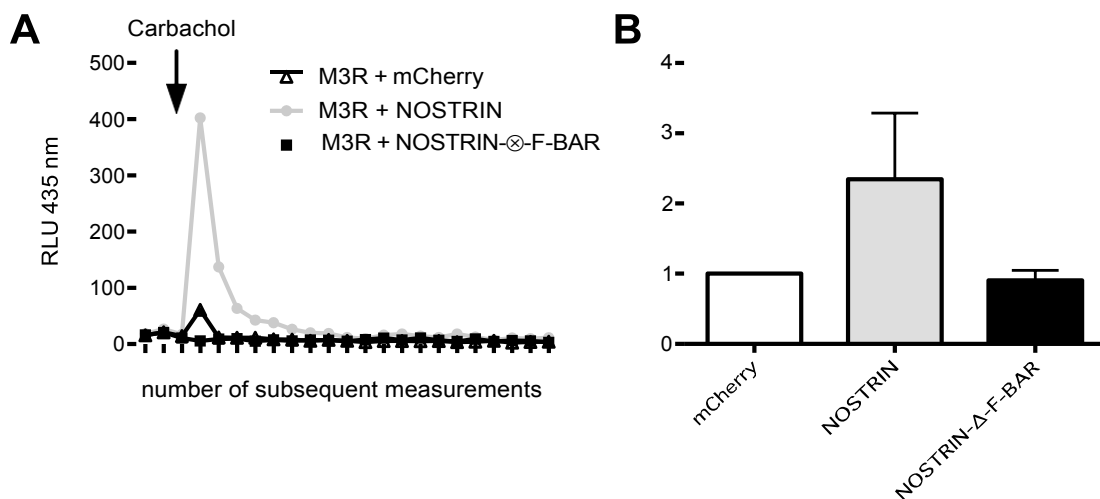 A
Carbachol
500
400
300
200
100
0
RLU 435 nm
M3R + mCherry
M3R + NOSTRIN
M3R + NOSTRIN-⊗-F-BAR
number of subsequent measurements
B
4
3
2
1
0
mCherry
NOSTRIN
NOSTRIN-Δ-F-BAR